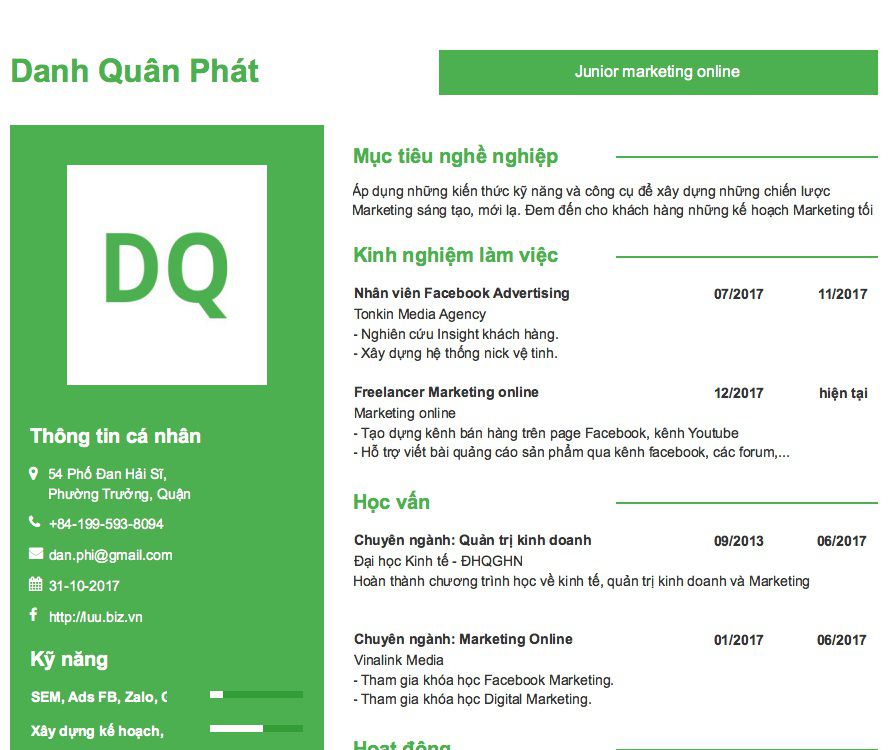 Danh Quân Phát
Junior marketing online
DQ
Thông tin cá nhân
54 Phố Đan Hải Sĩ,
Phường Trưởng, Quận
+84-199-593-8094
dan.phi@gmail.com
31-10-2017
http://luu.biz.vn
Kỹ năng
SEM, Ads FB, Zalo,
Xây dựng kế hoạch,
Mục tiêu nghề nghiệp
Áp dụng những kiến thức kỹ năng và công cụ để xây dựng những chiến lược
Marketing sáng tạo, mới lạ. Đem đến cho khách hàng những kế hoạch Marketing tối
Kinh nghiệm làm việc
Nhân viên Facebook Advertising 07/2017 11/2017
Tonkin Media Agency
- Nghiên cứu Insight khách hàng.
- Xây dựng hệ thống nick vệ tinh.
Freelancer Marketing online 12/2017 hiện tại
Marketing online
- Tạo dựng kênh bán hàng trên page Facebook, kênh Youtube
- Hỗ trợ viết bài quảng cáo sản phẩm qua kênh facebook, các forum,...
Học vấn
Chuyên ngành: Quản trị kinh doanh 09/2013 06/2017
Đại học Kinh tế - ĐHQGHN
Hoàn thành chương trình học về kinh tế, quản trị kinh doanh và Marketing
Chuyên ngành: Marketing Online 01/2017 06/2017
Vinalink Media
- Tham gia khóa học Facebook Marketing.
- Tham gia khóa học Digital Marketing.
Hoạt động